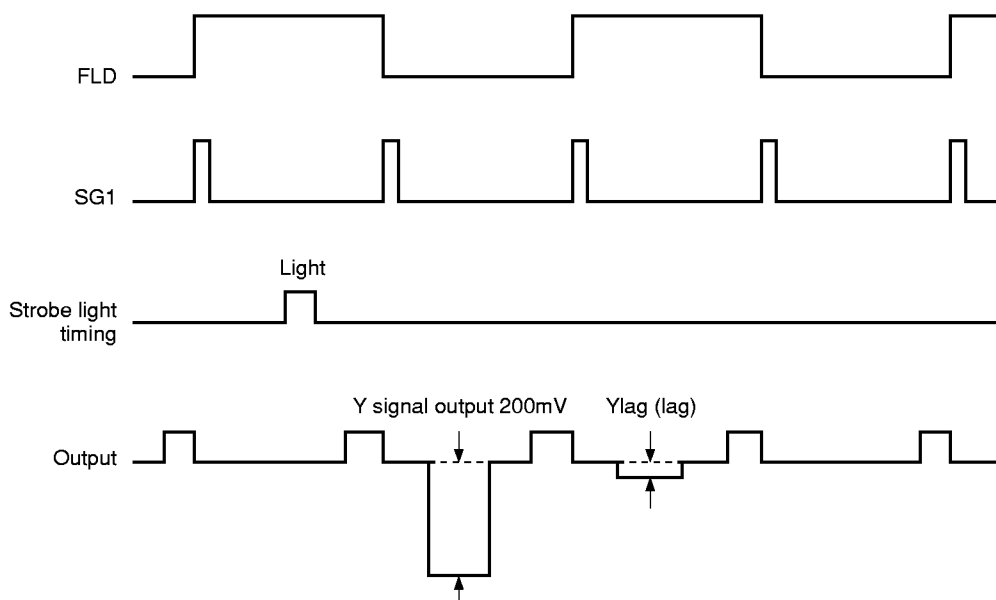 FLD
SG1
Light
Strobe light
timing
Y signal output 200mV
Ylag (lag)
Output